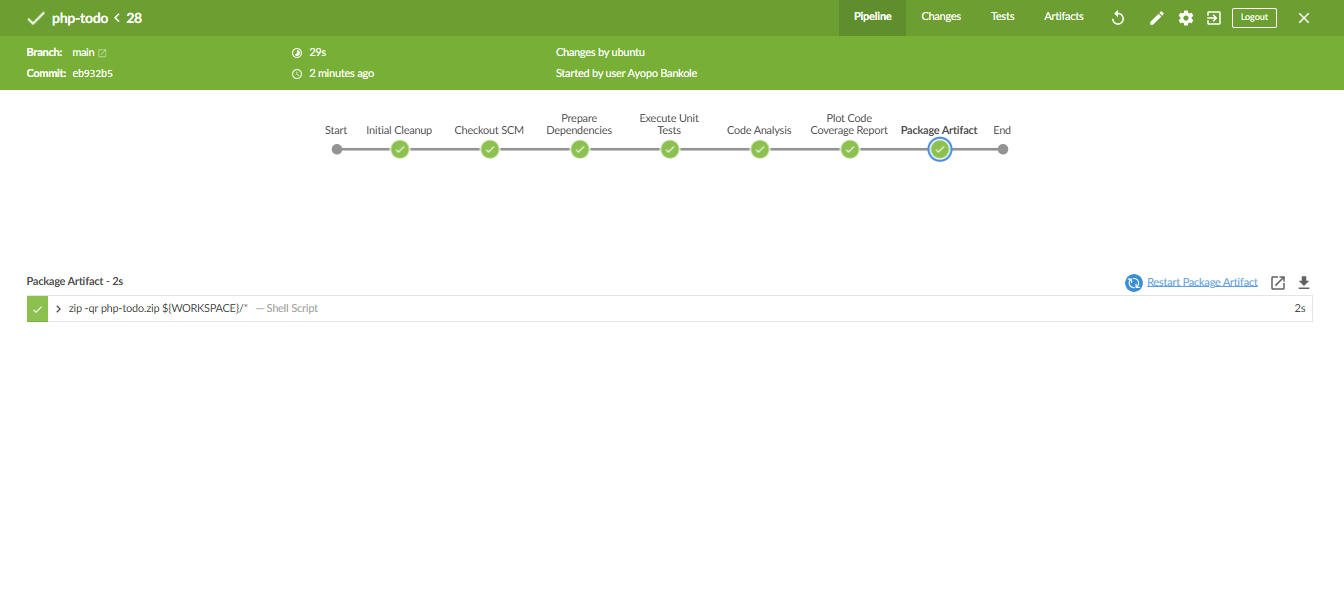 php-todo < 28
Pipeline Changes Tests Artifacts Logout
Branch: main
29s
Changes by ubuntu
Commit: eb932b5
2 minutes ago
Started by user Ayopo Bankole
Start
Initial Cleanup
Checkout SCM
Prepare
Dependencies
Execute Unit
Tests
Code Analysis
Plot Code
Coverage Report
Package Artifact
End
Package Artifact - 2s
Restart Package Artifact
zip -qr php-todo.zip ${WORKSPACE}/* — Shell Script
2s